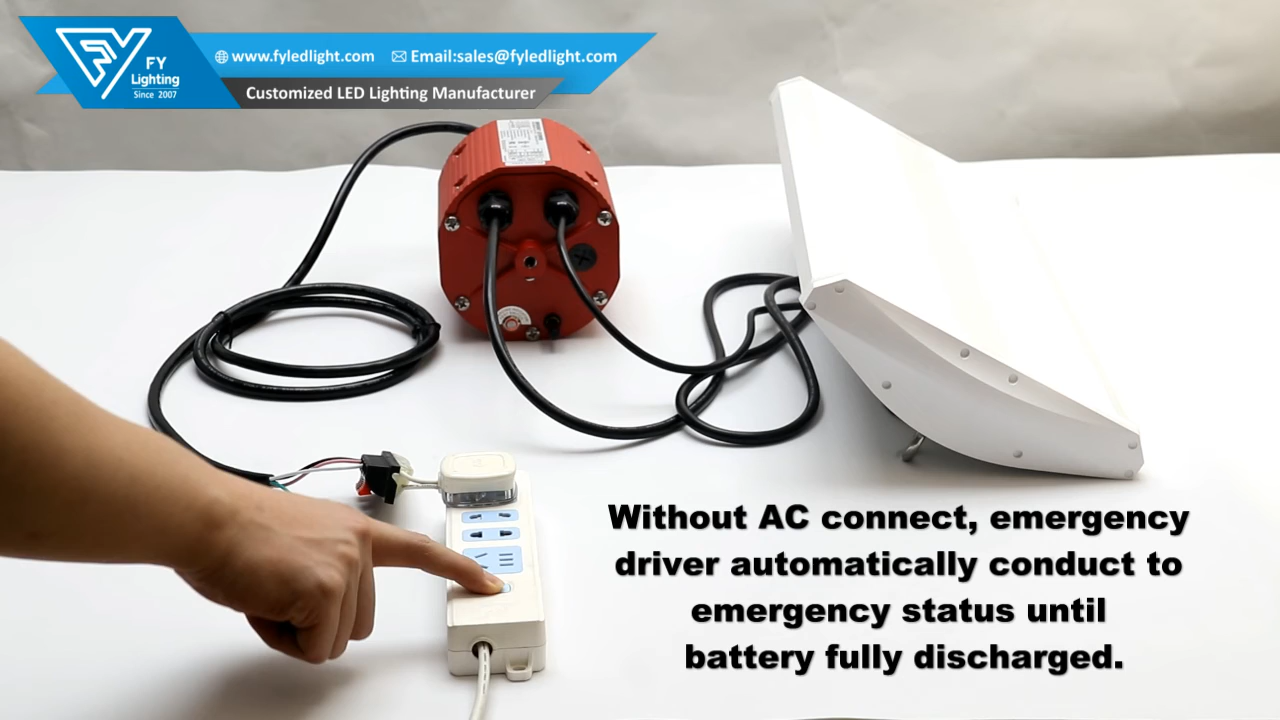 FY
Lighting
Since 2007
www.fyledlight.com Email:sales@fyledlight.com
Customized LED Lighting Manufacturer
Without AC connect, emergency
driver automatically conduct to
emergency status until
battery fully discharged.